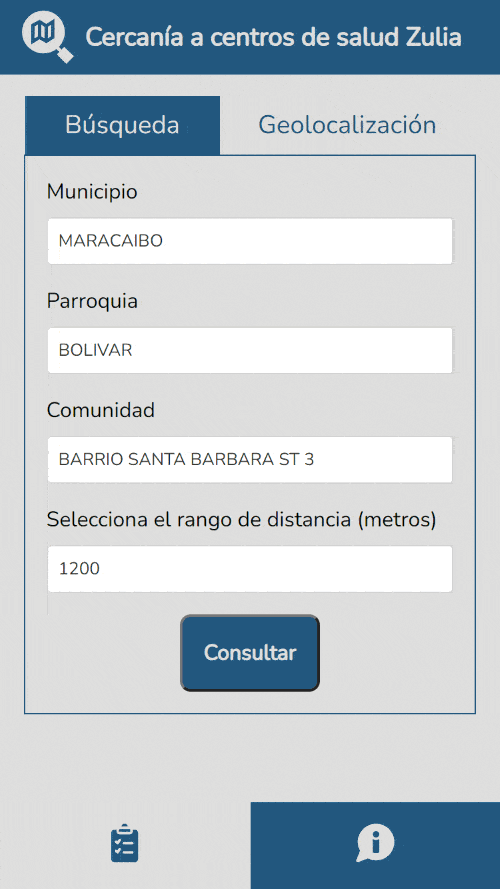 Cercanía a centros de salud Zulia
Búsqueda
Geolocalización
Municipio
MARACAIBO
Parroquia
BOLIVAR
Comunidad
BARRIO SANTA BARBARA ST 3
Selecciona el rango de distancia (metros)
1200
Consultar